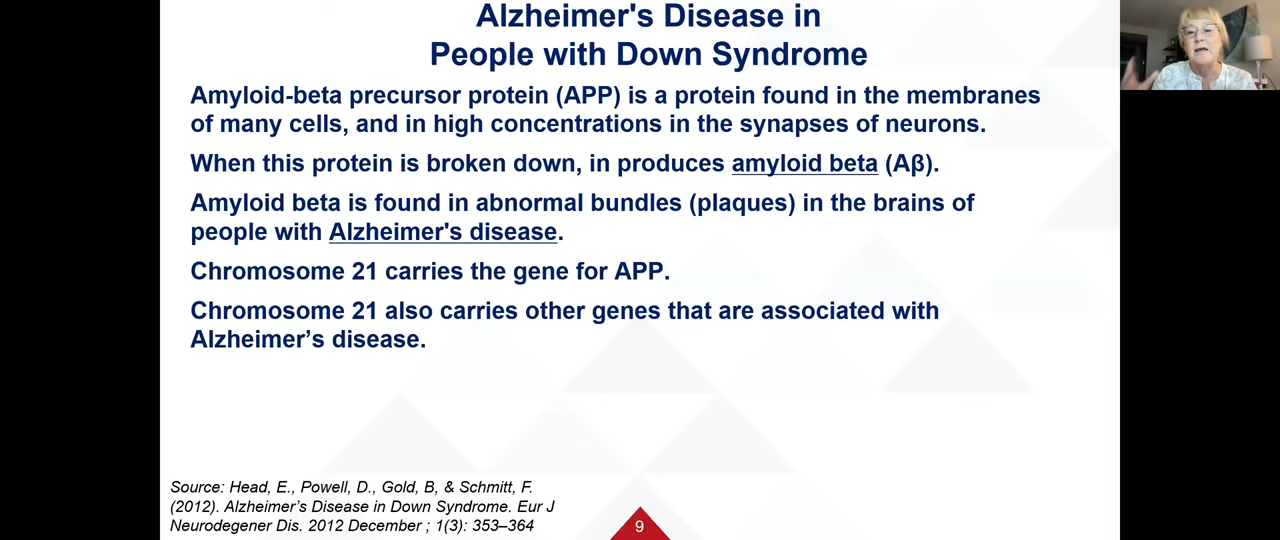 Alzheimer's Disease in
People with Down Syndrome
Amyloid-beta precursor protein (APP) is a protein found in the membranes
of many cells, and in high concentrations in the synapses of neurons.
When this protein is broken down, in produces amyloid beta (Aβ).
Amyloid beta is found in abnormal bundles (plaques) in the brains of
people with Alzheimer's disease.
Chromosome 21 carries the gene for APP.
Chromosome 21 also carries other genes that are associated with
Alzheimer’s disease.
Source: Head, E., Powell, D., Gold, B, & Schmitt, F.
(2012). Alzheimer’s Disease in Down Syndrome. Eur J
Neurodegener Dis. 2012 December ; 1(3): 353–364
9